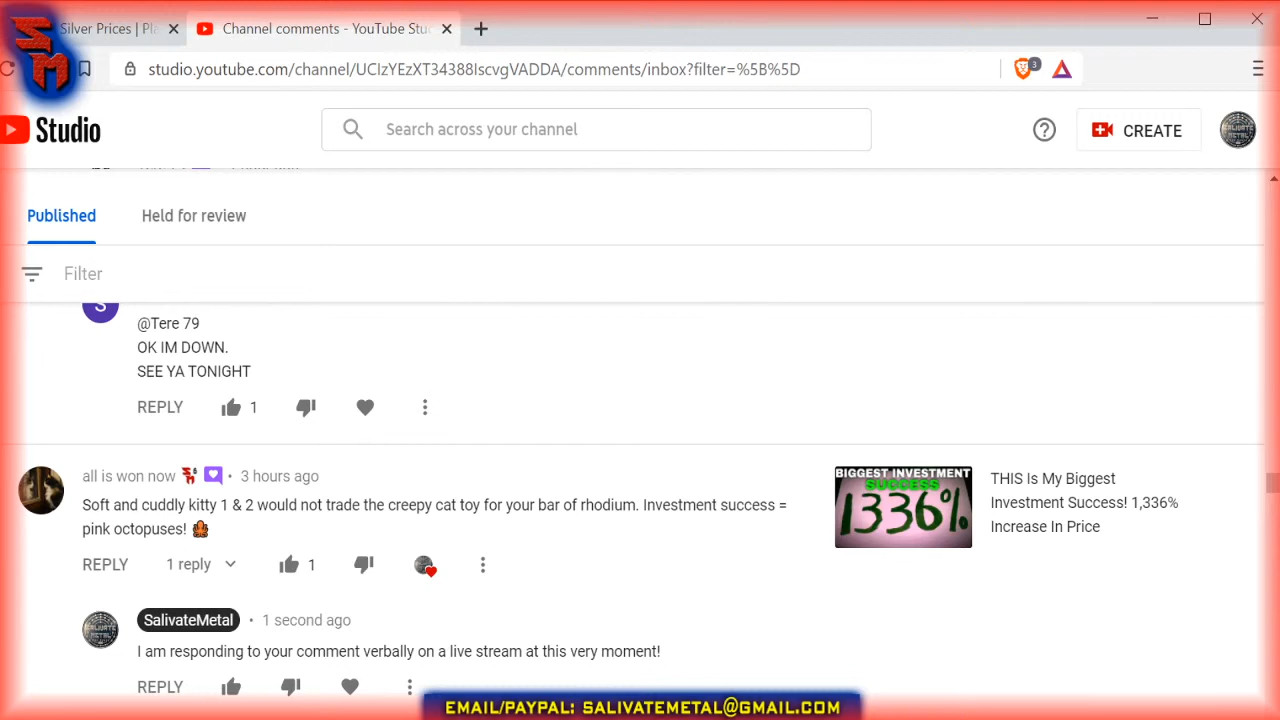 SM
Silver Prices | Pla
Channel comments - YouTube Stu
studio.youtube.com/channel/UCIzYEzXT34388IscvgVADDA/comments/inbox?filter=%5B%5D
3
Studio
Search across your channel
CREATE
Published
Held for review
Filter
S
@Tere 79
OK IM DOWN.
SEE YA TONIGHT
REPLY
1
all is won now
• 3 hours ago
Soft and cuddly kitty 1 & 2 would not trade the creepy cat toy for your bar of rhodium. Investment success =
pink octopuses! 🐙
REPLY
1 reply
1
BIGGEST INVESTMENT
SUCCESS
1336%
THIS Is My Biggest
Investment Success! 1,336%
Increase In Price
SalivateMetal
• 1 second ago
I am responding to your comment verbally on a live stream at this very moment!
REPLY
EMAIL/PAYPAL: SALIVATEMETAL@GMAIL.COM